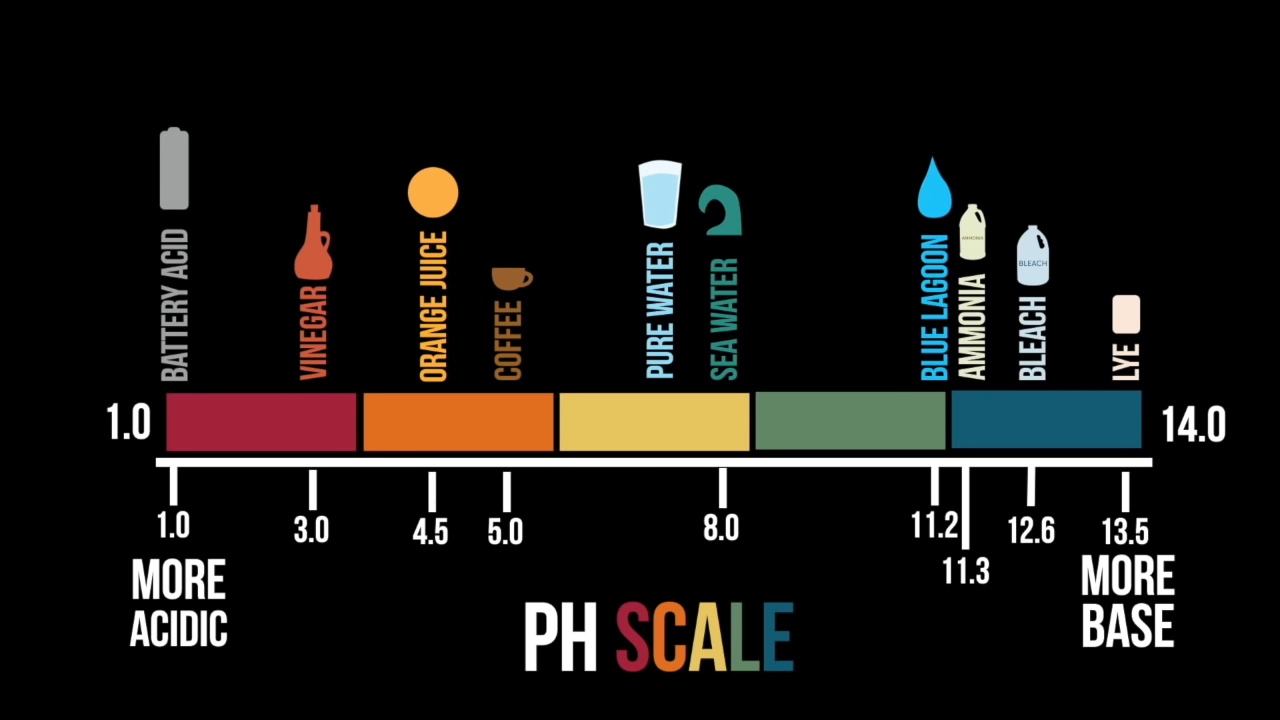 BATTERY ACID
VINEGAR
ORANGE JUICE
COFFEE
PURE WATER
SEA WATER
BLUE LAGOON
AMMONIA
AMMONIA
BLEACH
BLEACH
LYE
1.0
14.0
1.0
3.0
4.5
5.0
8.0
11.2
11.3
12.6
13.5
MORE
ACIDIC
MORE
BASE
PH SCALE